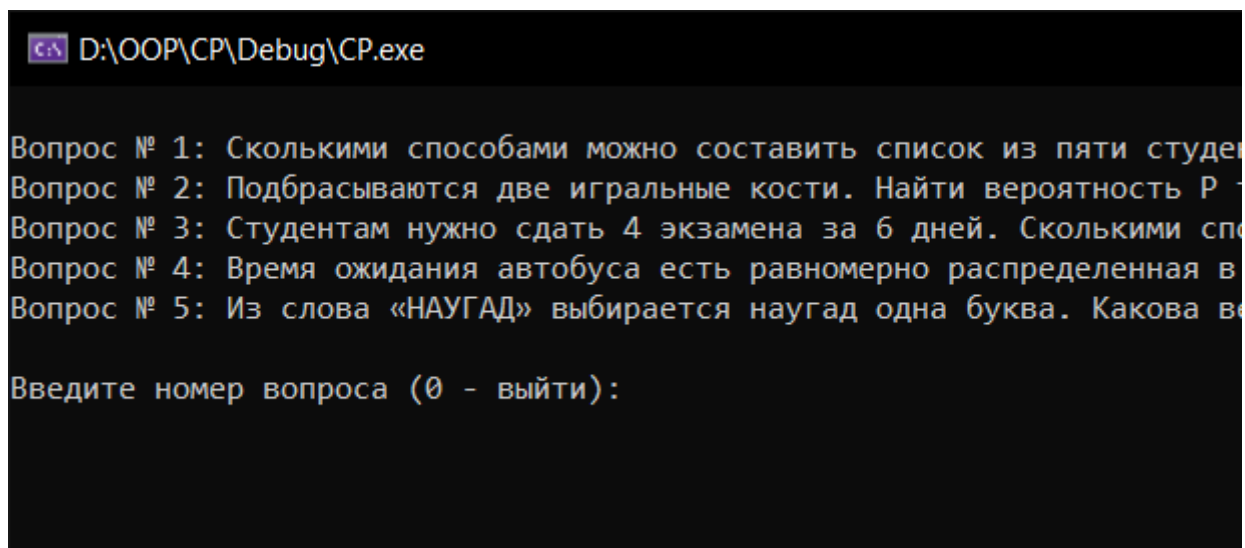 D:\OOP\CP\Debug\CP.exe
Вопрос № 1: Сколькими способами можно составить список из пяти
Вопрос № 2: Подбрасываются две игральные кости. Найти вероятность P
Вопрос № 3: Студентам нужно сдать 4 экзамена за 6 дней. Сколькими
Вопрос № 4: Время ожидания автобуса есть равномерно распределенная в
Вопрос № 5: Из слова «НАУГАД» выбирается наугад одна буква. Какова
Введите номер вопроса (0 - выйти):